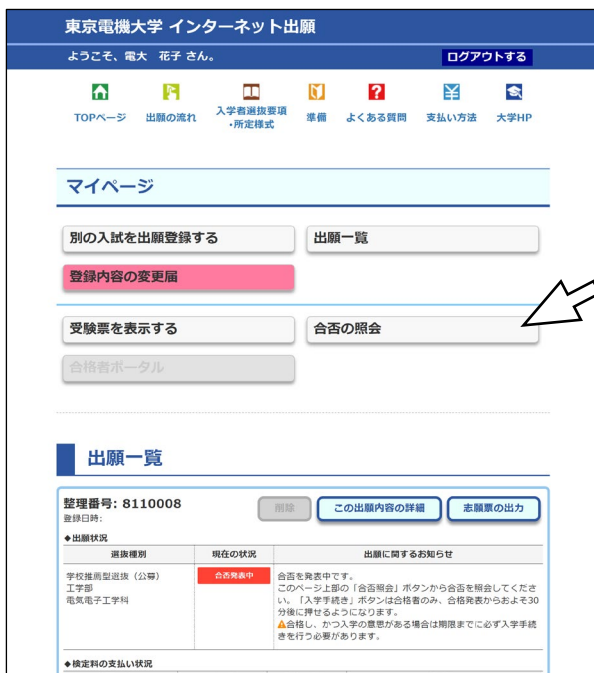 東京電機大学 インターネット出願
ようこそ、電大 花子 さん。
ログアウトする
TOPページ
出願の流れ
入学者選抜要項
・所定様式
準備
よくある質問
支払い方法
大学HP
マイページ
別の入試を出願登録する
出願一覧
登録内容の変更届
受験票を表示する
合否の照会
合格者ポータル
出願一覧
整理番号: 8110008
登録日時:
削除
この出願内容の詳細
志願票の出力
◆出願状況
選抜種別 現在の状況 出願に関するお知らせ
学校推薦型選抜（公募）
工学部
電気電子工学科
合否発表中
合否を発表中です。
このページ上部の「合否照会」ボタンから合否を照会してくださ
い。「入学手続き」ボタンは合格者のみ、合格発表からおよそ30
分後に押せるようになります。
⚠合格し、かつ入学の意思がある場合は期限までに必ず入学手続
きを行う必要があります。
◆検定料の支払い状況